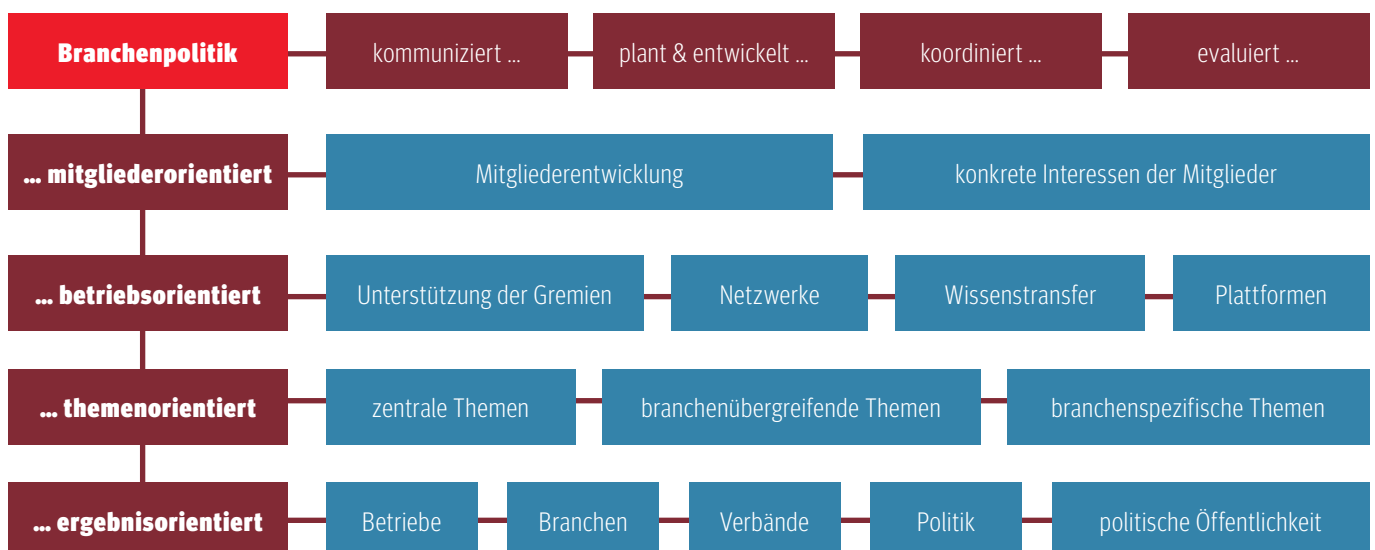 Branchenpolitik kommuniziert ... plant & entwickelt ... koordiniert ... evaluiert ...
... mitgliederorientiert Mitgliederentwicklung konkrete Interessen der Mitglieder
... betriebsorientiert Unterstützung der Gremien Netzwerke Wissenstransfer Plattformen
... themenorientiert zentrale Themen branchenübergreifende Themen branchenspezifische Themen
... ergebnisorientiert Betriebe Branchen Verbände Politik politische Öffentlichkeit